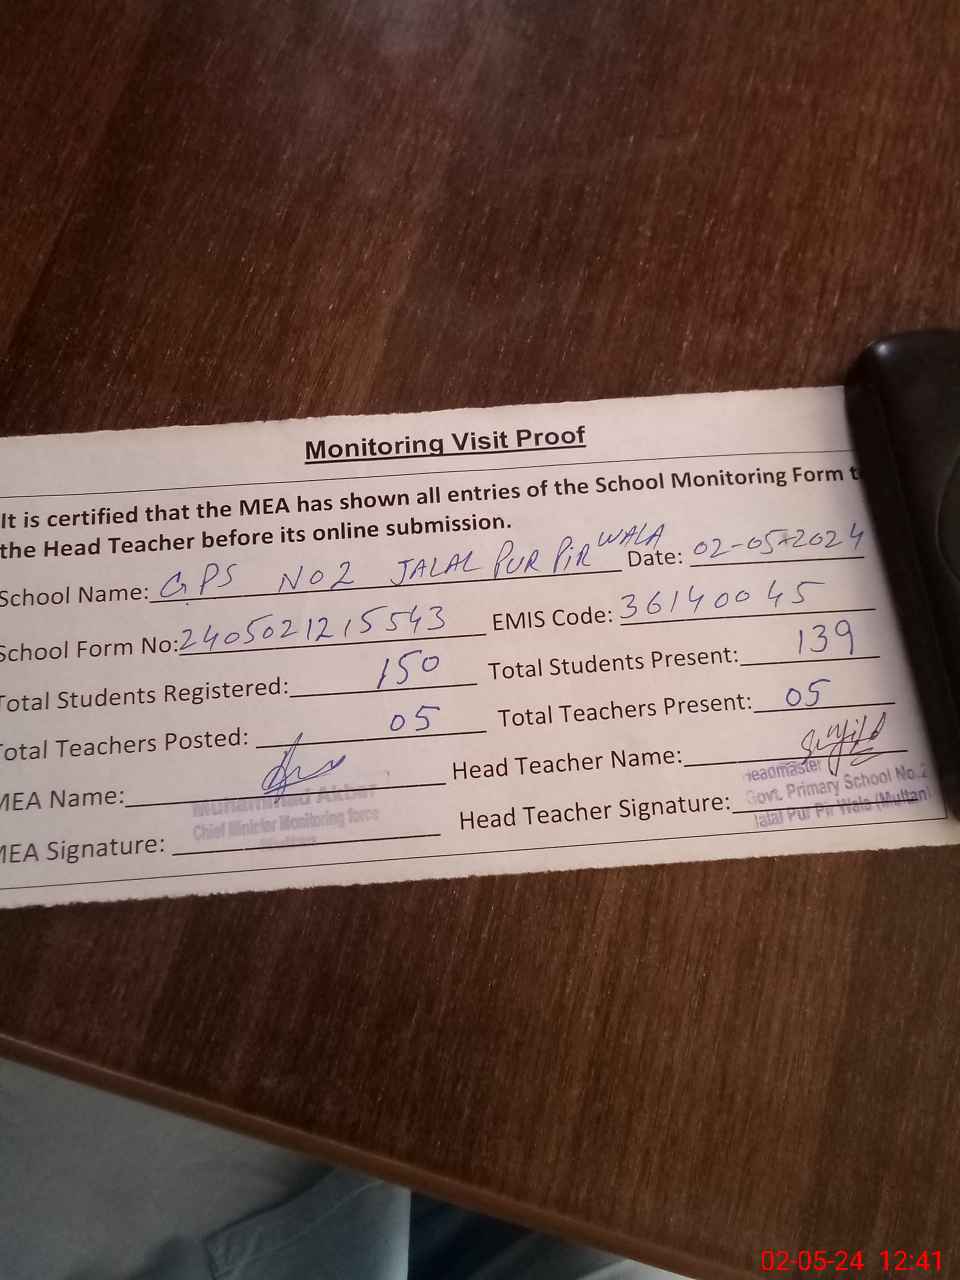 Monitoring Visit Proof
It is certified that the MEA has shown all entries of the School Monitoring Form t
the Head Teacher before its online submission.
School Name: GPS NO2 JALAL PUR PIR WALA Date: 02-05-2024
School Form No: 2405021215543 EMIS Code: 36140045
Total Students Registered: 150 Total Students Present: 139
Total Teachers Posted: 05 Total Teachers Present: 05
MEA Name: Head Teacher Name:
Muhammad Akbar
Chief Minister Monitoring force
Headmaster
Govt. Primary School No.2
Jalal Pur Pir Wala (Multan)
MEA Signature: Head Teacher Signature:
02-05-24 12:41